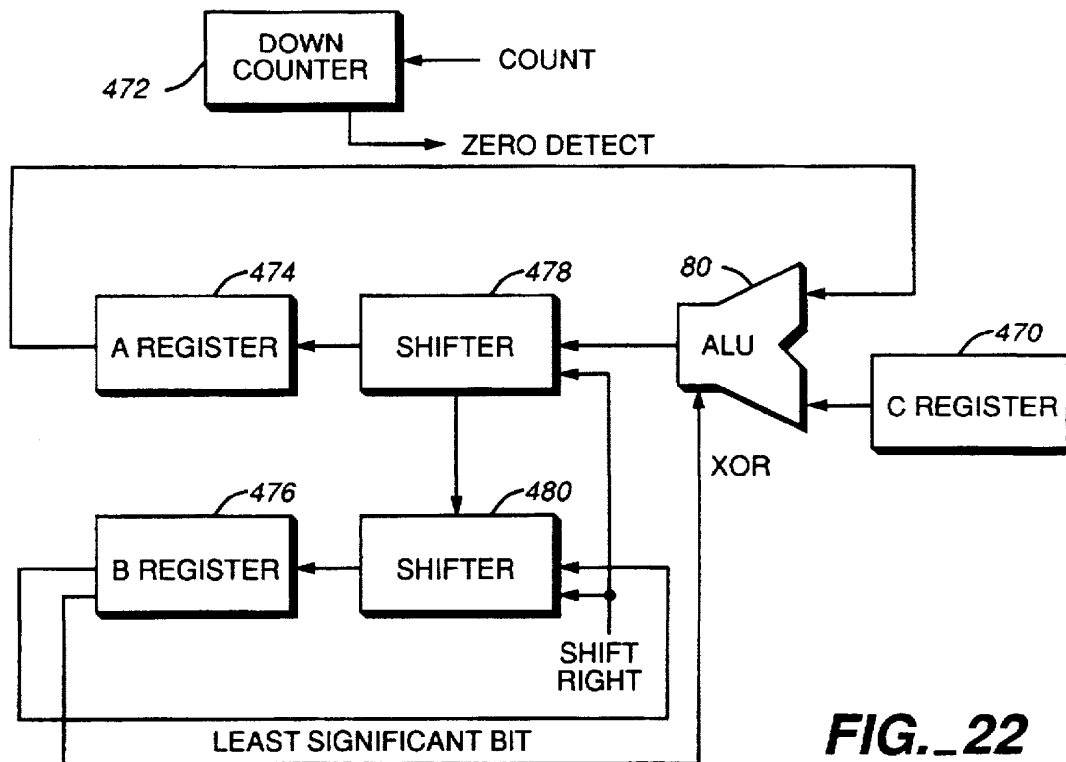 DOWN
COUNTER
COUNT
472
ZERO DETECT
474
478
80
470
A REGISTER
SHIFTER
ALU
C REGISTER
XOR
476
480
B REGISTER
SHIFTER
SHIFT
RIGHT
LEAST SIGNIFICANT BIT
FIG._22